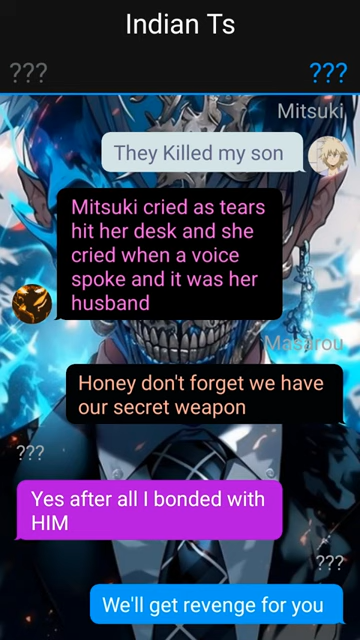 Indian Ts
???
???
Mitsuki
They Killed my son
Mitsuki cried as tears
hit her desk and she
cried when a voice
spoke and it was her
husband
Masarou
Honey don't forget we have
our secret weapon
???
Yes after all I bonded with
HIM
???
We'll get revenge for you